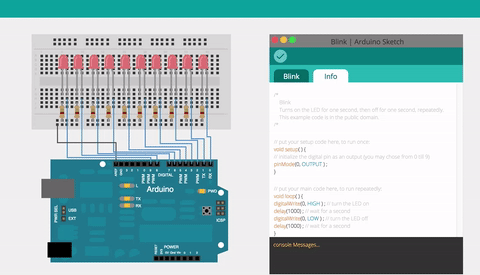 Blink | Arduino Sketch
Blink
Info
/*
Blink
Turns on the LED for one second, then off for one second, repeatedly.
This example code is in the public domain.
// put your setup code here, to run once:
void setup( ) {
// initialize the digital pin as an output (you may chose from 0 till
pinMode(0, OUTPUT);
}
// put your main code here, to run repeatedly:
void loop( ) {
digitalWrite(0, HIGH ); // turn the LED on
delay(1000) ; // wait for a second
digitalWrite(0, LOW ); // turn the LED off
delay(1000) ; // wait for a second
console Messages...
DIGITAL
Arduino
L
TX
RX
PWR
USB
EXT
ICSP
POWER